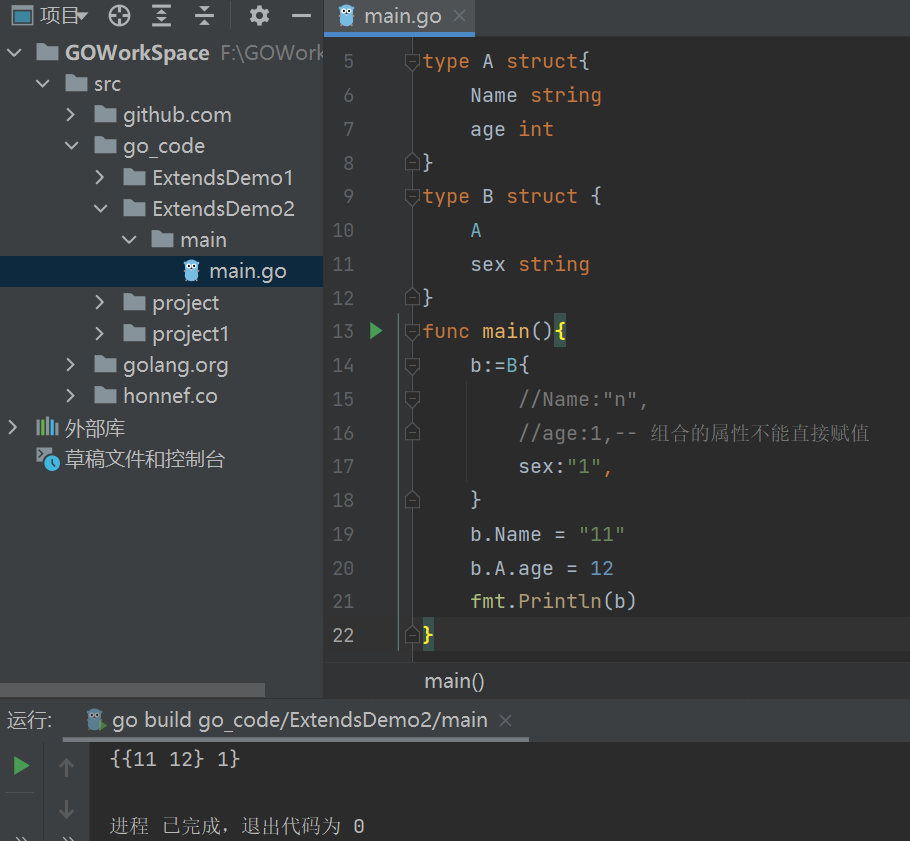 项目
GOWorkSpace F:\GOWork
src
github.com
go_code
ExtendsDemo1
ExtendsDemo2
main
main.go
project
project1
golang.org
honnef.co
外部库
草稿文件和控制台
main.go
5 type A struct{
6 Name string
7 age int
8 }
9 type B struct {
10 A
11 sex string
12 }
13 func main(){
14 b:=B{
15 //Name:"n",
16 //age:1,-- 组合的属性不能直接赋值
17 sex:"1",
18 }
19 b.Name = "11"
20 b.A.age = 12
21 fmt.Println(b)
22 }
main()
运行: go build go_code/ExtendsDemo2/main
{{11 12} 1}
进程 已完成，退出代码为 0